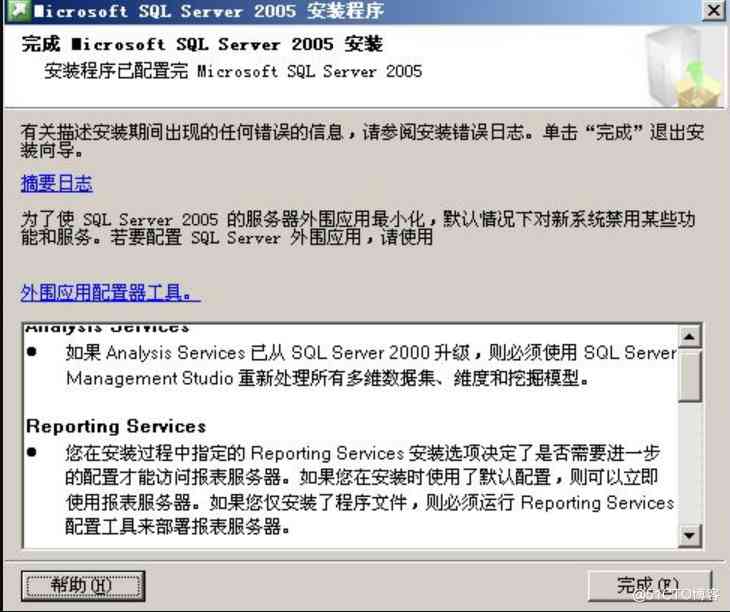 Microsoft SQL Server 2005 安装程序
完成 Microsoft SQL Server 2005 安装
安装程序已配置完 Microsoft SQL Server 2005
有关描述安装期间出现的任何错误的信息，请参阅安装错误日志。单击“完成”退出安
装向导。
摘要日志
为了使 SQL Server 2005 的服务器外围应用最小化，默认情况下对新系统禁用某些功
能和服务。若要配置 SQL Server 外围应用，请使用
外围应用配置器工具。
Analysis Services
● 如果 Analysis Services 已从 SQL Server 2000 升级，则必须使用 SQL Server
Management Studio 重新处理所有多维数据集、维度和挖掘模型。
Reporting Services
● 您在安装过程中指定的 Reporting Services 安装选项决定了是否需要进一步
的配置才能访问报表服务器。如果您在安装时使用了默认配置，则可以立即
使用报表服务器。如果您仅安装了程序文件，则必须运行 Reporting Services
配置工具来部署报表服务器。
帮助(H)
完成(F)
@51CTO博客